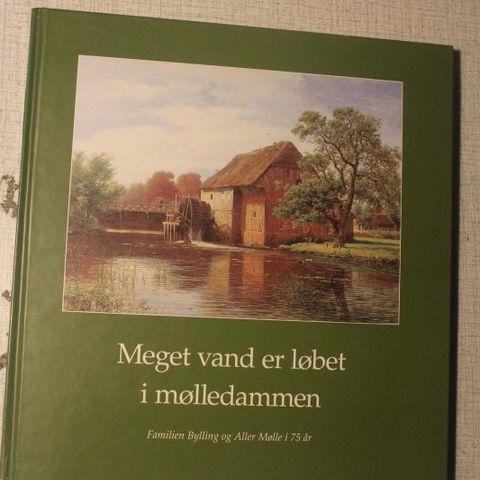 Meget vand er løbet
i mølledammen
Familien Bylling og Aller Mølle i 75 år